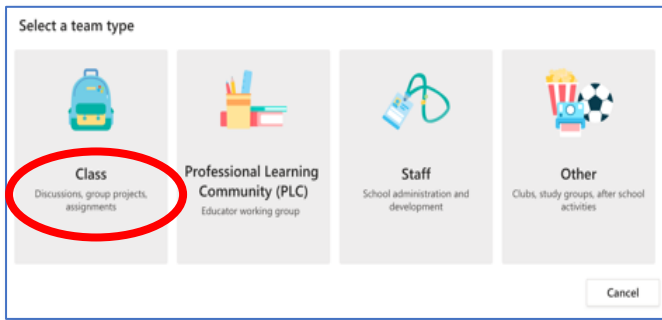 Select a team type
Class
Discussions, group projects,
assignments
Professional Learning
Community (PLC)
Educator working group
Staff
School administration and
development
Other
Clubs, study groups, after school
activities
Cancel